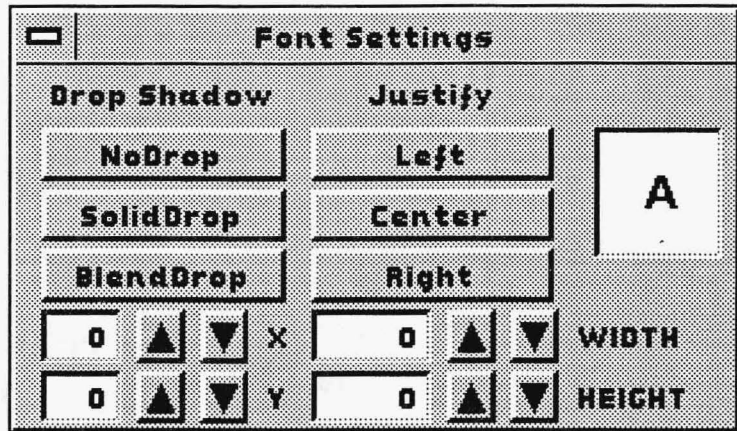 Font Settings
Drop Shadow Justify
NoDrop Left
A
SolidDrop Center
BlendDrop Right
0 X 0 WIDTH
0 Y 0 HEIGHT